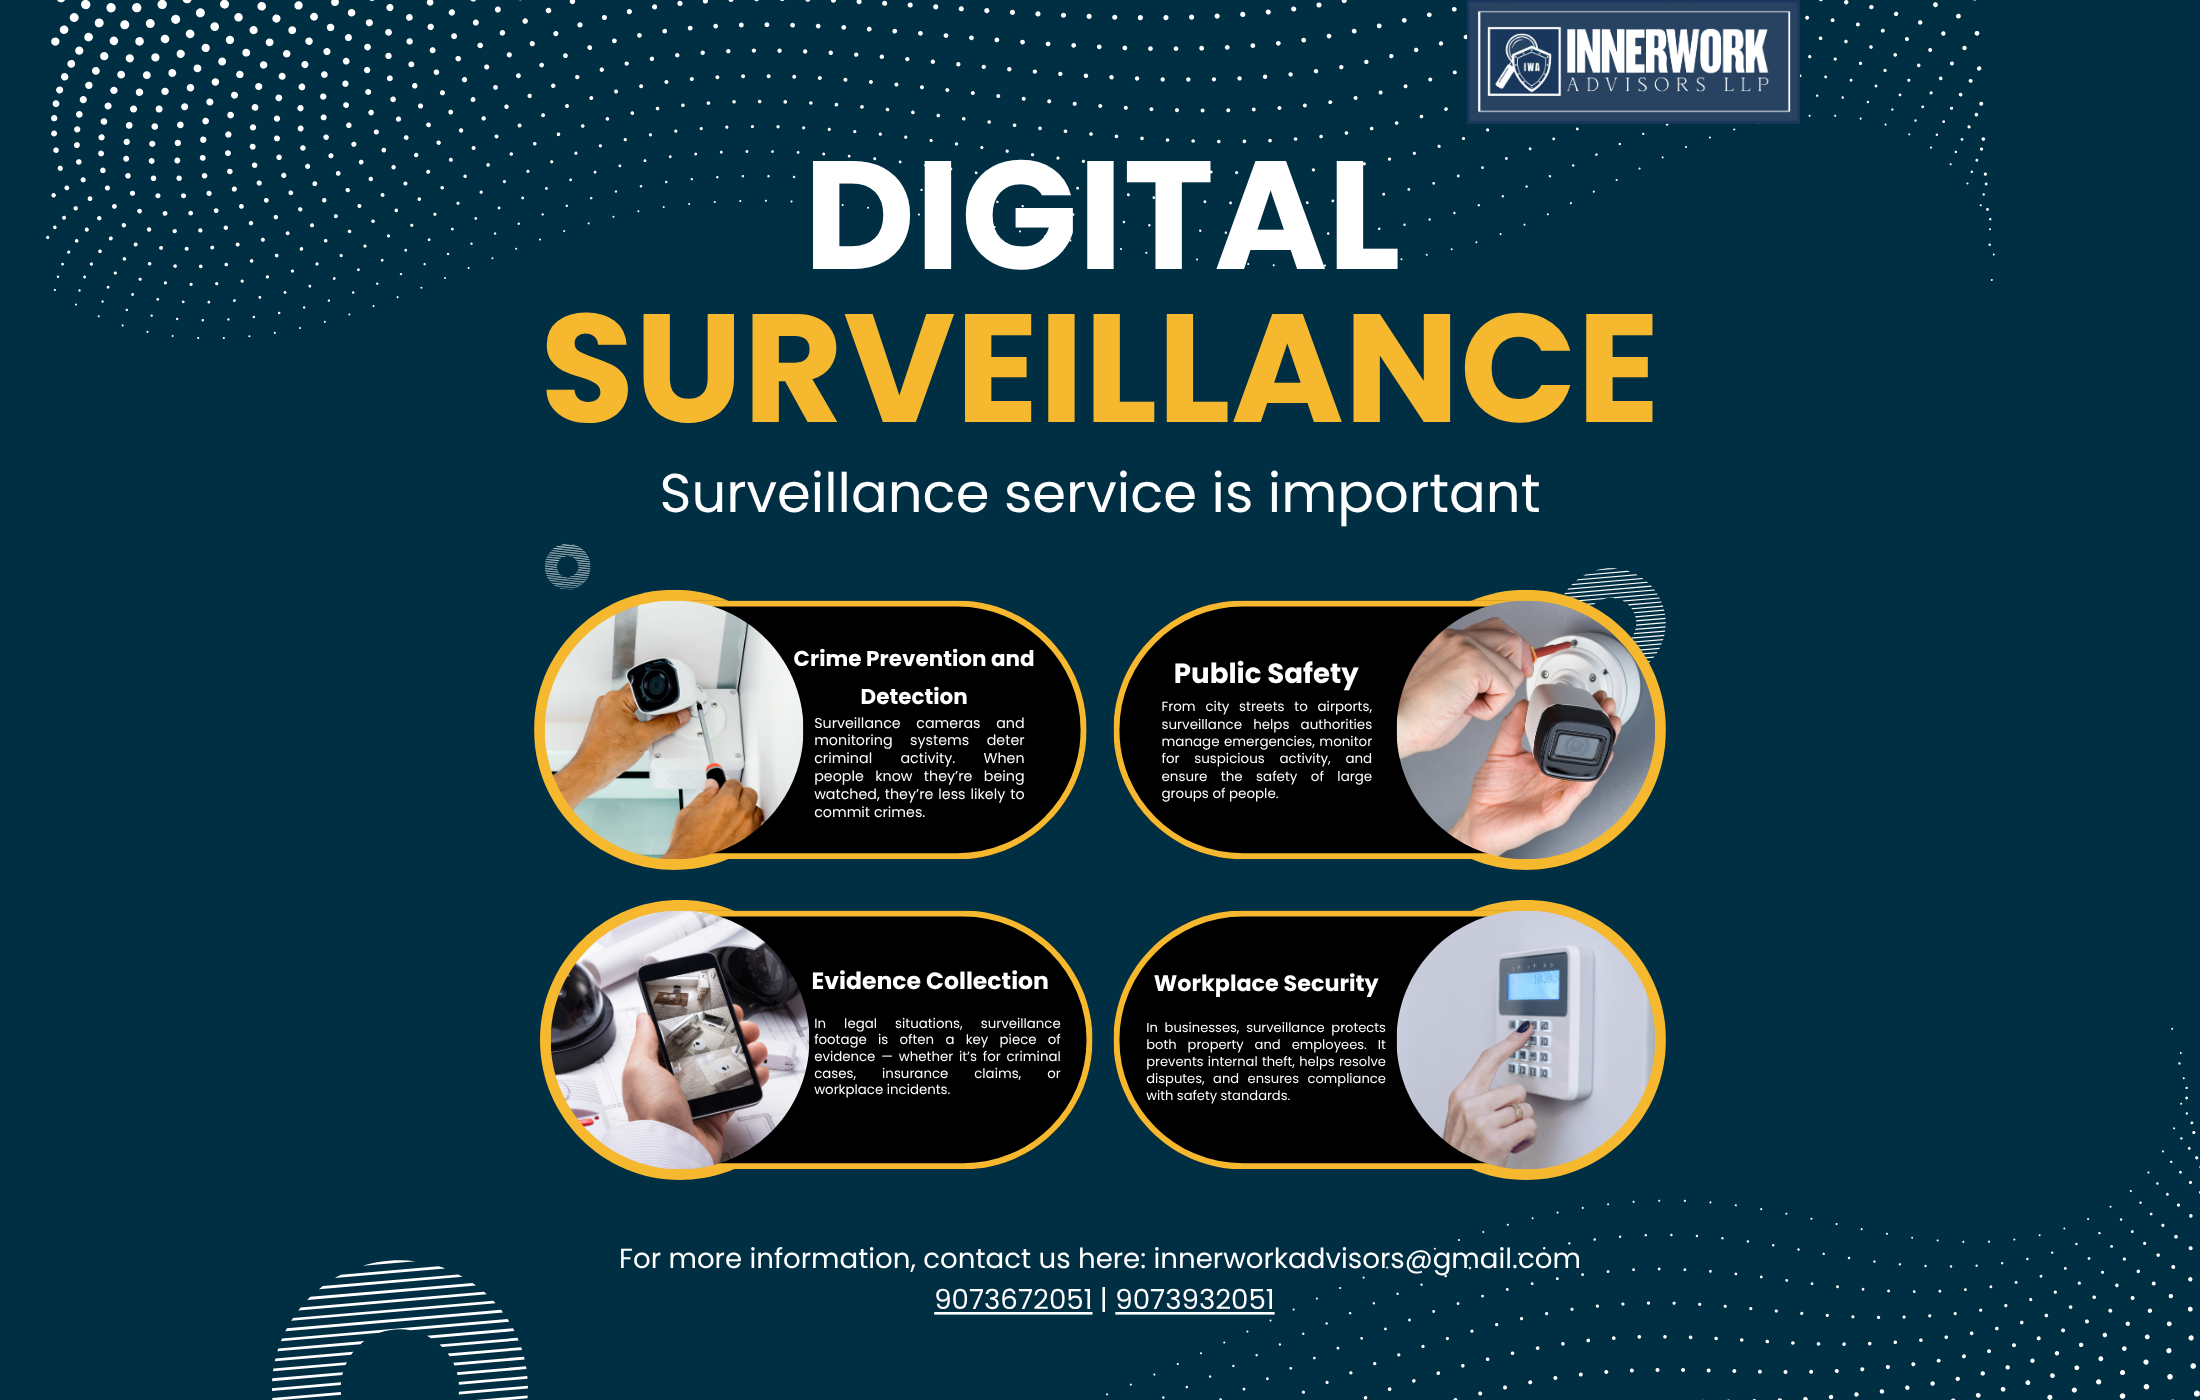 IWA
INNERWORK
ADVISORS LLP
DIGITAL
SURVEILLANCE
Surveillance service is important
Crime Prevention and
Detection
Surveillance cameras and
monitoring systems deter
criminal activity. When
people know they’re being
watched, they’re less likely to
commit crimes.
Public Safety
From city streets to airports,
surveillance helps authorities
manage emergencies, monitor
for suspicious activity, and
ensure the safety of large
groups of people.
Evidence Collection
In legal situations, surveillance
footage is often a key piece of
evidence — whether it’s for criminal
cases, insurance claims, or
workplace incidents.
Workplace Security
In businesses, surveillance protects
both property and employees. It
prevents internal theft, helps resolve
disputes, and ensures compliance
with safety standards.
For more information, contact us here: innerworkadvisors@gmail.com
9073672051 | 9073932051